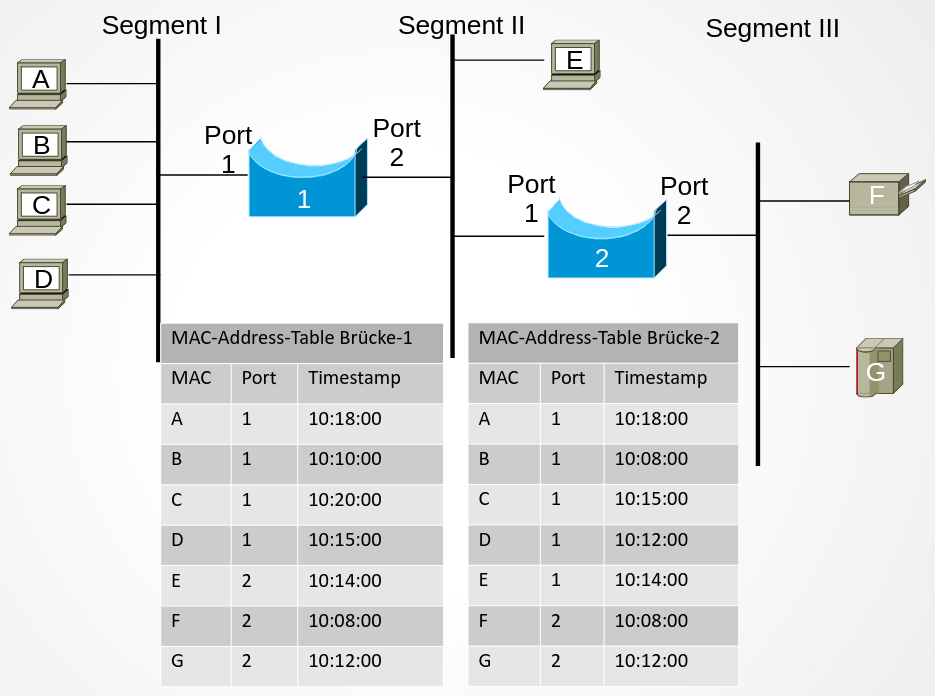 Segment I
Segment II
Segment III
A
B
C
D
E
F
G
Port
1
Port
2
1
Port
1
Port
2
2
MAC-Address-Table Brücke-1
MAC Port Timestamp
A 1 10:18:00
B 1 10:10:00
C 1 10:20:00
D 1 10:15:00
E 2 10:14:00
F 2 10:08:00
G 2 10:12:00
MAC-Address-Table Brücke-2
MAC Port Timestamp
A 1 10:18:00
B 1 10:08:00
C 1 10:15:00
D 1 10:12:00
E 1 10:14:00
F 2 10:08:00
G 2 10:12:00